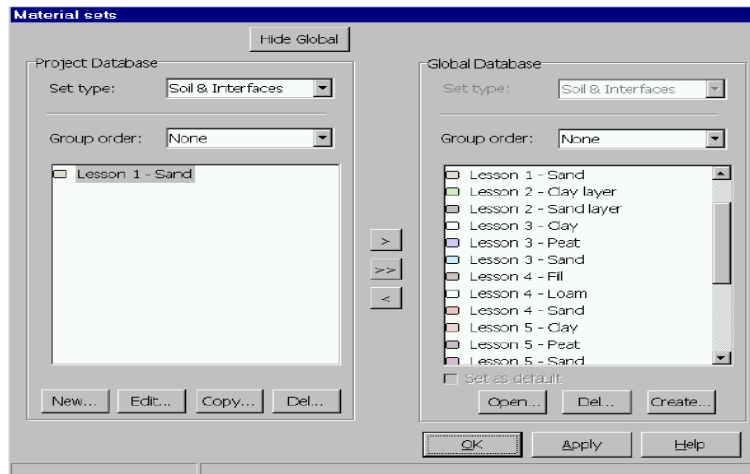 Material sets
Hide Global
Project Database
Set type: Soil & Interfaces
Group order: None
Lesson 1 - Sand
New... Edit... Copy... Del...
> 
>>
<
Global Database
Set type: Soil & Interfaces
Group order: None
Lesson 1 - Sand
Lesson 2 - Clay layer
Lesson 2 - Sand layer
Lesson 3 - Clay
Lesson 3 - Peat
Lesson 3 - Sand
Lesson 4 - Fill
Lesson 4 - Loam
Lesson 4 - Sand
Lesson 5 - Clay
Lesson 5 - Peat
Lesson 5 - Sand
Set as default
Open... Del... Create...
OK Apply Help